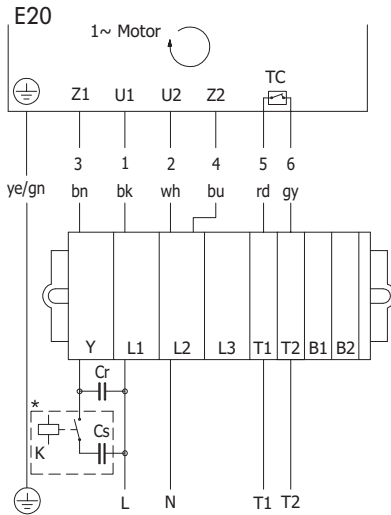 E20
1~ Motor
TC
Z1 U1 U2 Z2
3 1 2 4 5 6
ye/gn bn bk wh bu rd gy
Y L1 L2 L3 T1 T2 B1 B2
Cr
*
K Cs
L N T1 T2